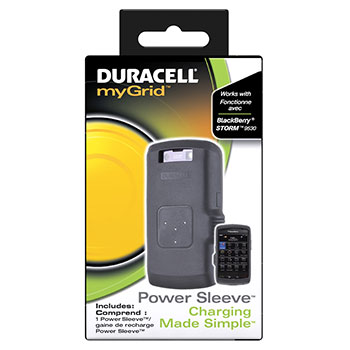 DURACELL
myGrid™
Works with
Fonctionne
avec
BlackBerry®
STORM™ 9530
Includes:
Comprend :
1 Power Sleeve™/
gaine de recharge
Power Sleeve™
Power Sleeve™
Charging
Made Simple™